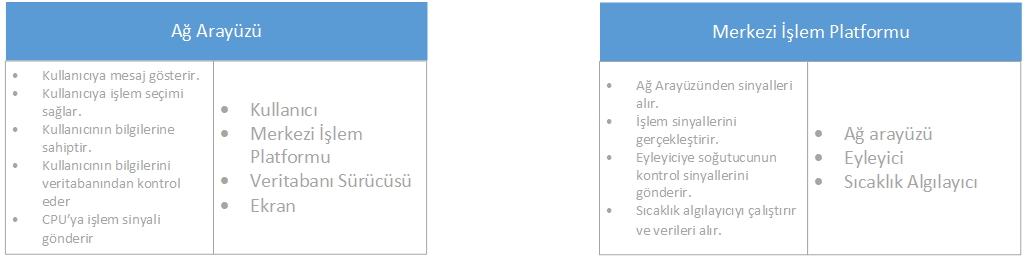 Ağ Arayüzü
• Kullanıcıya mesaj gösterir.
• Kullanıcıya işlem seçimi
sağlar.
• Kullanıcının bilgilerine
sahiptir.
• Kullanıcının bilgilerini
veritabanından kontrol
eder
• CPU’ya işlem sinyali
gönderir
• Kullanıcı
• Merkezi İşlem
Platformu
• Veritabanı Sürücüsü
• Ekran
Merkezi İşlem Platformu
• Ağ Arayüzünden sinyalleri
alır.
• İşlem sinyallerini
gerçekleştirir.
• Eyleyiciye soğutucunun
kontrol sinyallerini
gönderir.
• Sıcaklık algılayıcıyı çalıştırır
ve verileri alır.
• Ağ arayüzü
• Eyleyici
• Sıcaklık Algılayıcı